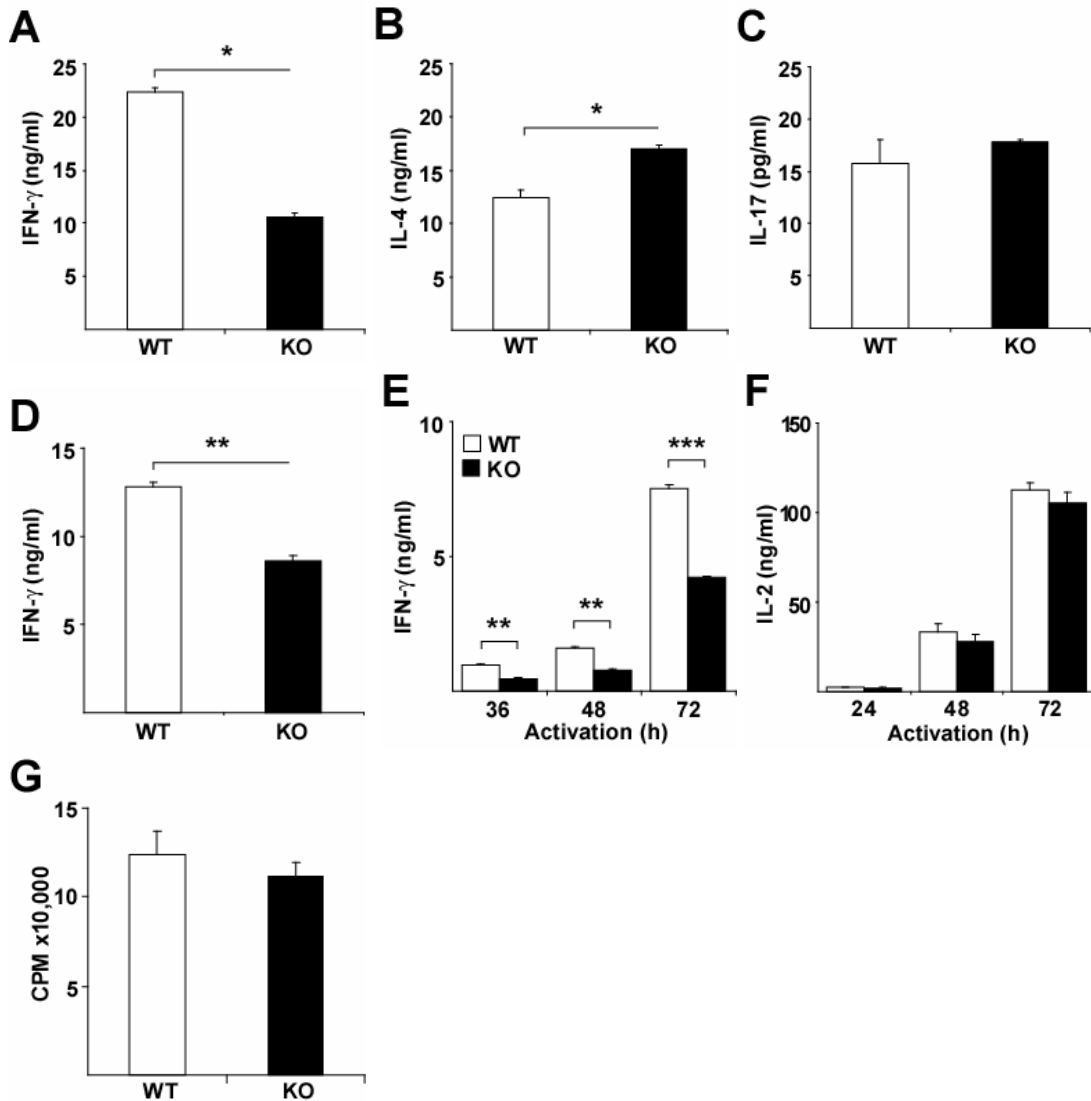 A
*
IFN-γ (ng/ml)
25
20
15
10
5
WT KO
B
*
IL-4 (ng/ml)
25
20
15
10
5
WT KO
C
IL-17 (pg/ml)
25
20
15
10
5
WT KO
D
**
IFN-γ (ng/ml)
15
10
5
WT KO
E
WT
KO
**
**
***
IFN-γ (ng/ml)
10
5
36 48 72
Activation (h)
F
IL-2 (ng/ml)
150
100
50
24 48 72
Activation (h)
G
CPM x10,000
15
10
5
WT KO